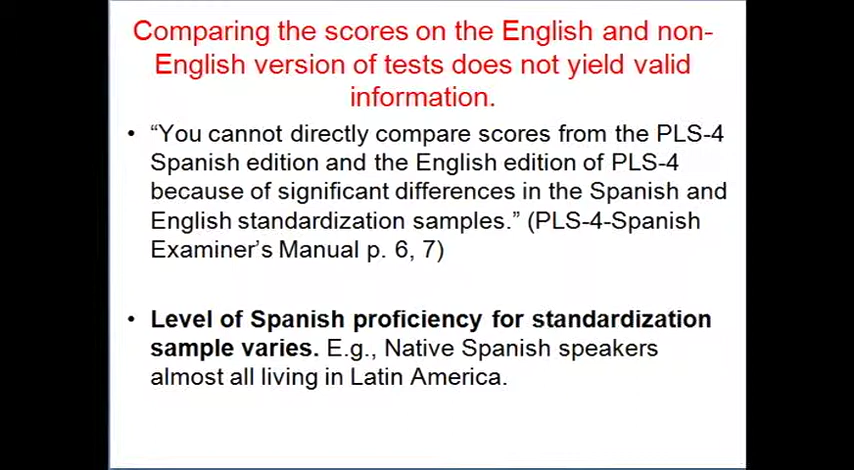 Comparing the scores on the English and non-
English version of tests does not yield valid
information.
• “You cannot directly compare scores from the PLS-4
Spanish edition and the English edition of PLS-4
because of significant differences in the Spanish and
English standardization samples.” (PLS-4-Spanish
Examiner’s Manual p. 6, 7)
• Level of Spanish proficiency for standardization
sample varies. E.g., Native Spanish speakers
almost all living in Latin America.